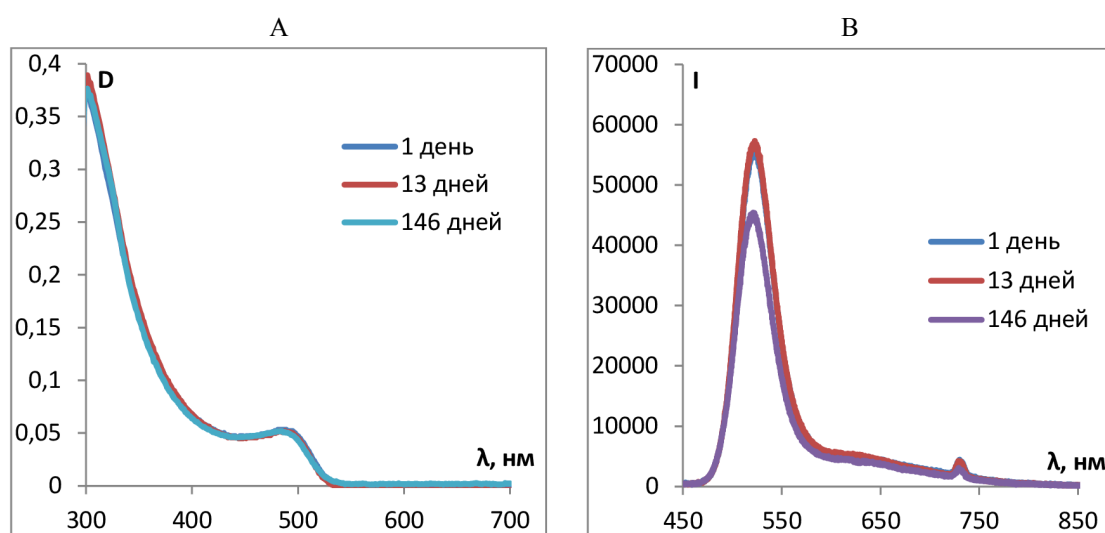 A
D
0,4
0,35
0,3
0,25
0,2
0,15
0,1
0,05
0
1 день
13 дней
146 дней
λ, нм
300 400 500 600 700
B
I
70000
60000
50000
40000
30000
20000
10000
0
1 день
13 дней
146 дней
λ, нм
450 550 650 750 850